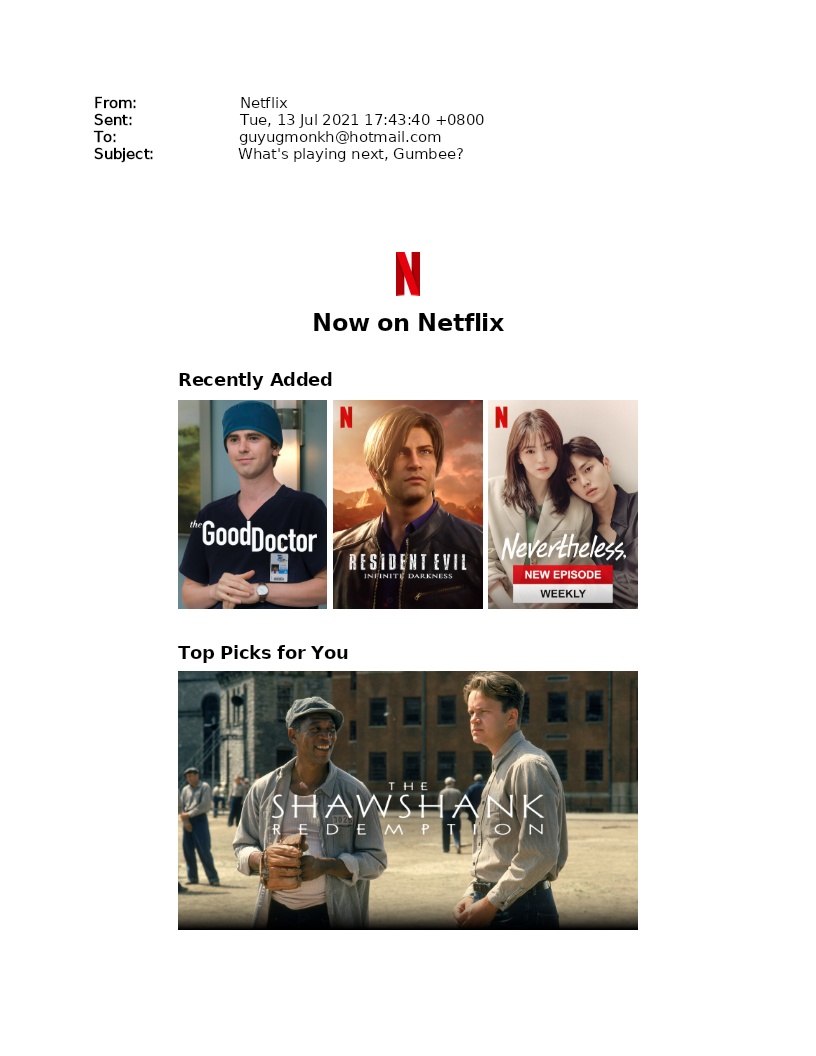 From: Netflix
Sent: Tue, 13 Jul 2021 17:43:40 +0800
To: guyugmonkh@hotmail.com
Subject: What's playing next, Gumbee?
N
Now on Netflix
Recently Added
the Good Doctor
N
RESIDENT EVIL
INFINITE DARKNESS
N
Nevertheless,
NEW EPISODE
WEEKLY
Top Picks for You
THE
SHAWSHANK
REDEMPTION